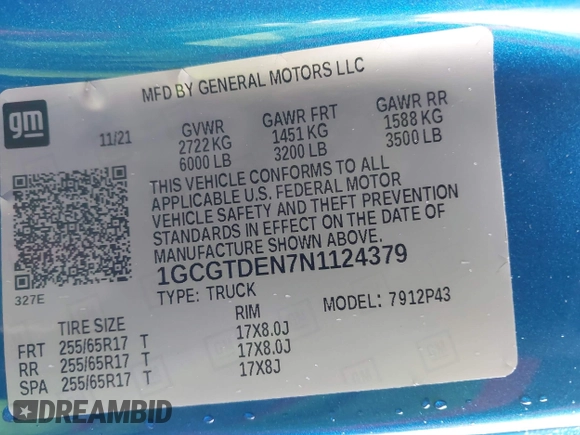 MFD BY GENERAL MOTORS LLC
gm
11/21
GVWR GAWR FRT GAWR RR
2722 KG 1451 KG 1588 KG
6000 LB 3200 LB 3500 LB
THIS VEHICLE CONFORMS TO ALL
APPLICABLE U.S. FEDERAL MOTOR
VEHICLE SAFETY AND THEFT PREVENTION
STANDARDS IN EFFECT ON THE DATE OF
MANUFACTURE SHOWN ABOVE.
327E
1GCGTDEN7N1124379
TYPE: TRUCK MODEL: 7912P43
TIRE SIZE RIM
FRT 255/65R17 T 17X8.0J
RR 255/65R17 T 17X8.0J
SPA 255/65R17 T 17X8J
DREAMBID